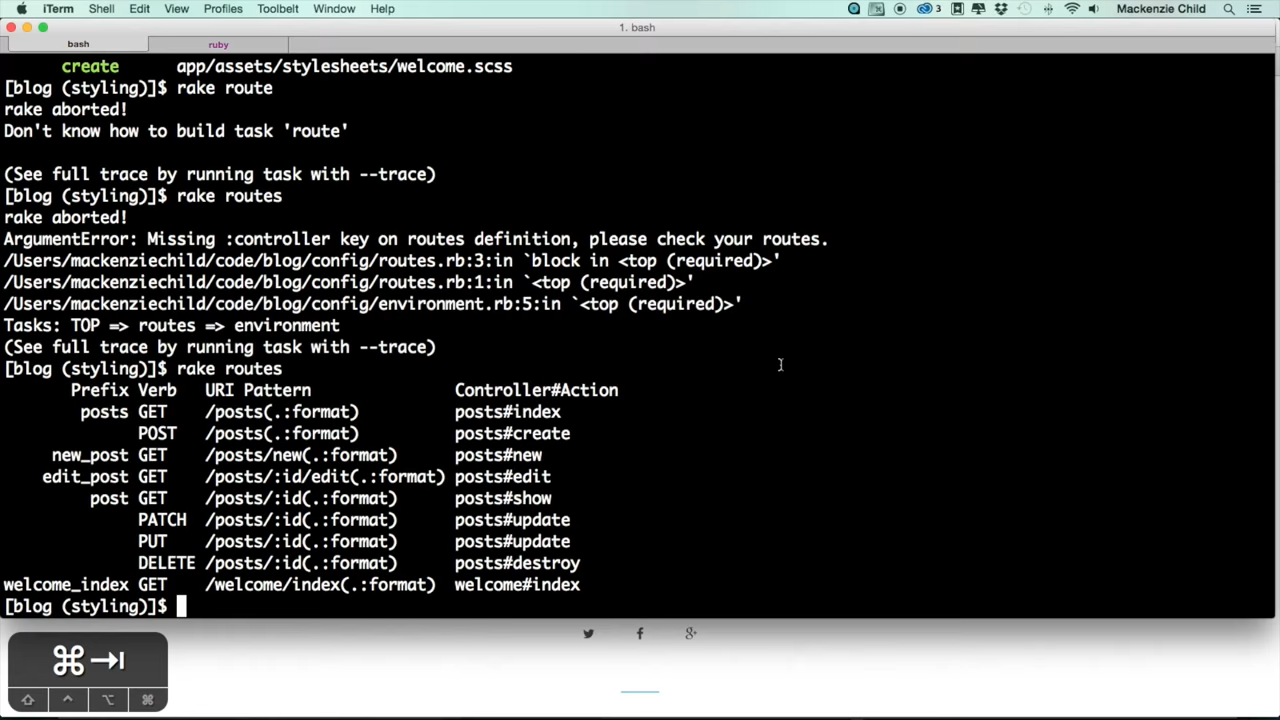 iTerm Shell Edit View Profiles Toolbelt Window Help 3 Mackenzie Child
1. bash
bash ruby
create app/assets/stylesheets/welcome.scss
[blog (styling)]$ rake route
rake aborted!
Don't know how to build task 'route'
(See full trace by running task with --trace)
[blog (styling)]$ rake routes
rake aborted!
ArgumentError: Missing :controller key on routes definition, please check your routes.
/Users/mackenziechild/code/blog/config/routes.rb:3:in `block in <top (required)>'
/Users/mackenziechild/code/blog/config/routes.rb:1:in `<top (required)>'
/Users/mackenziechild/code/blog/config/environment.rb:5:in `<top (required)>'
Tasks: TOP => routes => environment
(See full trace by running task with --trace)
[blog (styling)]$ rake routes
Prefix Verb URI Pattern Controller#Action
posts GET /posts(.:format) posts#index
POST /posts(.:format) posts#create
new_post GET /posts/new(.:format) posts#new
edit_post GET /posts/:id/edit(.:format) posts#edit
post GET /posts/:id(.:format) posts#show
PATCH /posts/:id(.:format) posts#update
PUT /posts/:id(.:format) posts#update
DELETE /posts/:id(.:format) posts#destroy
welcome_index GET /welcome/index(.:format) welcome#index
[blog (styling)]$